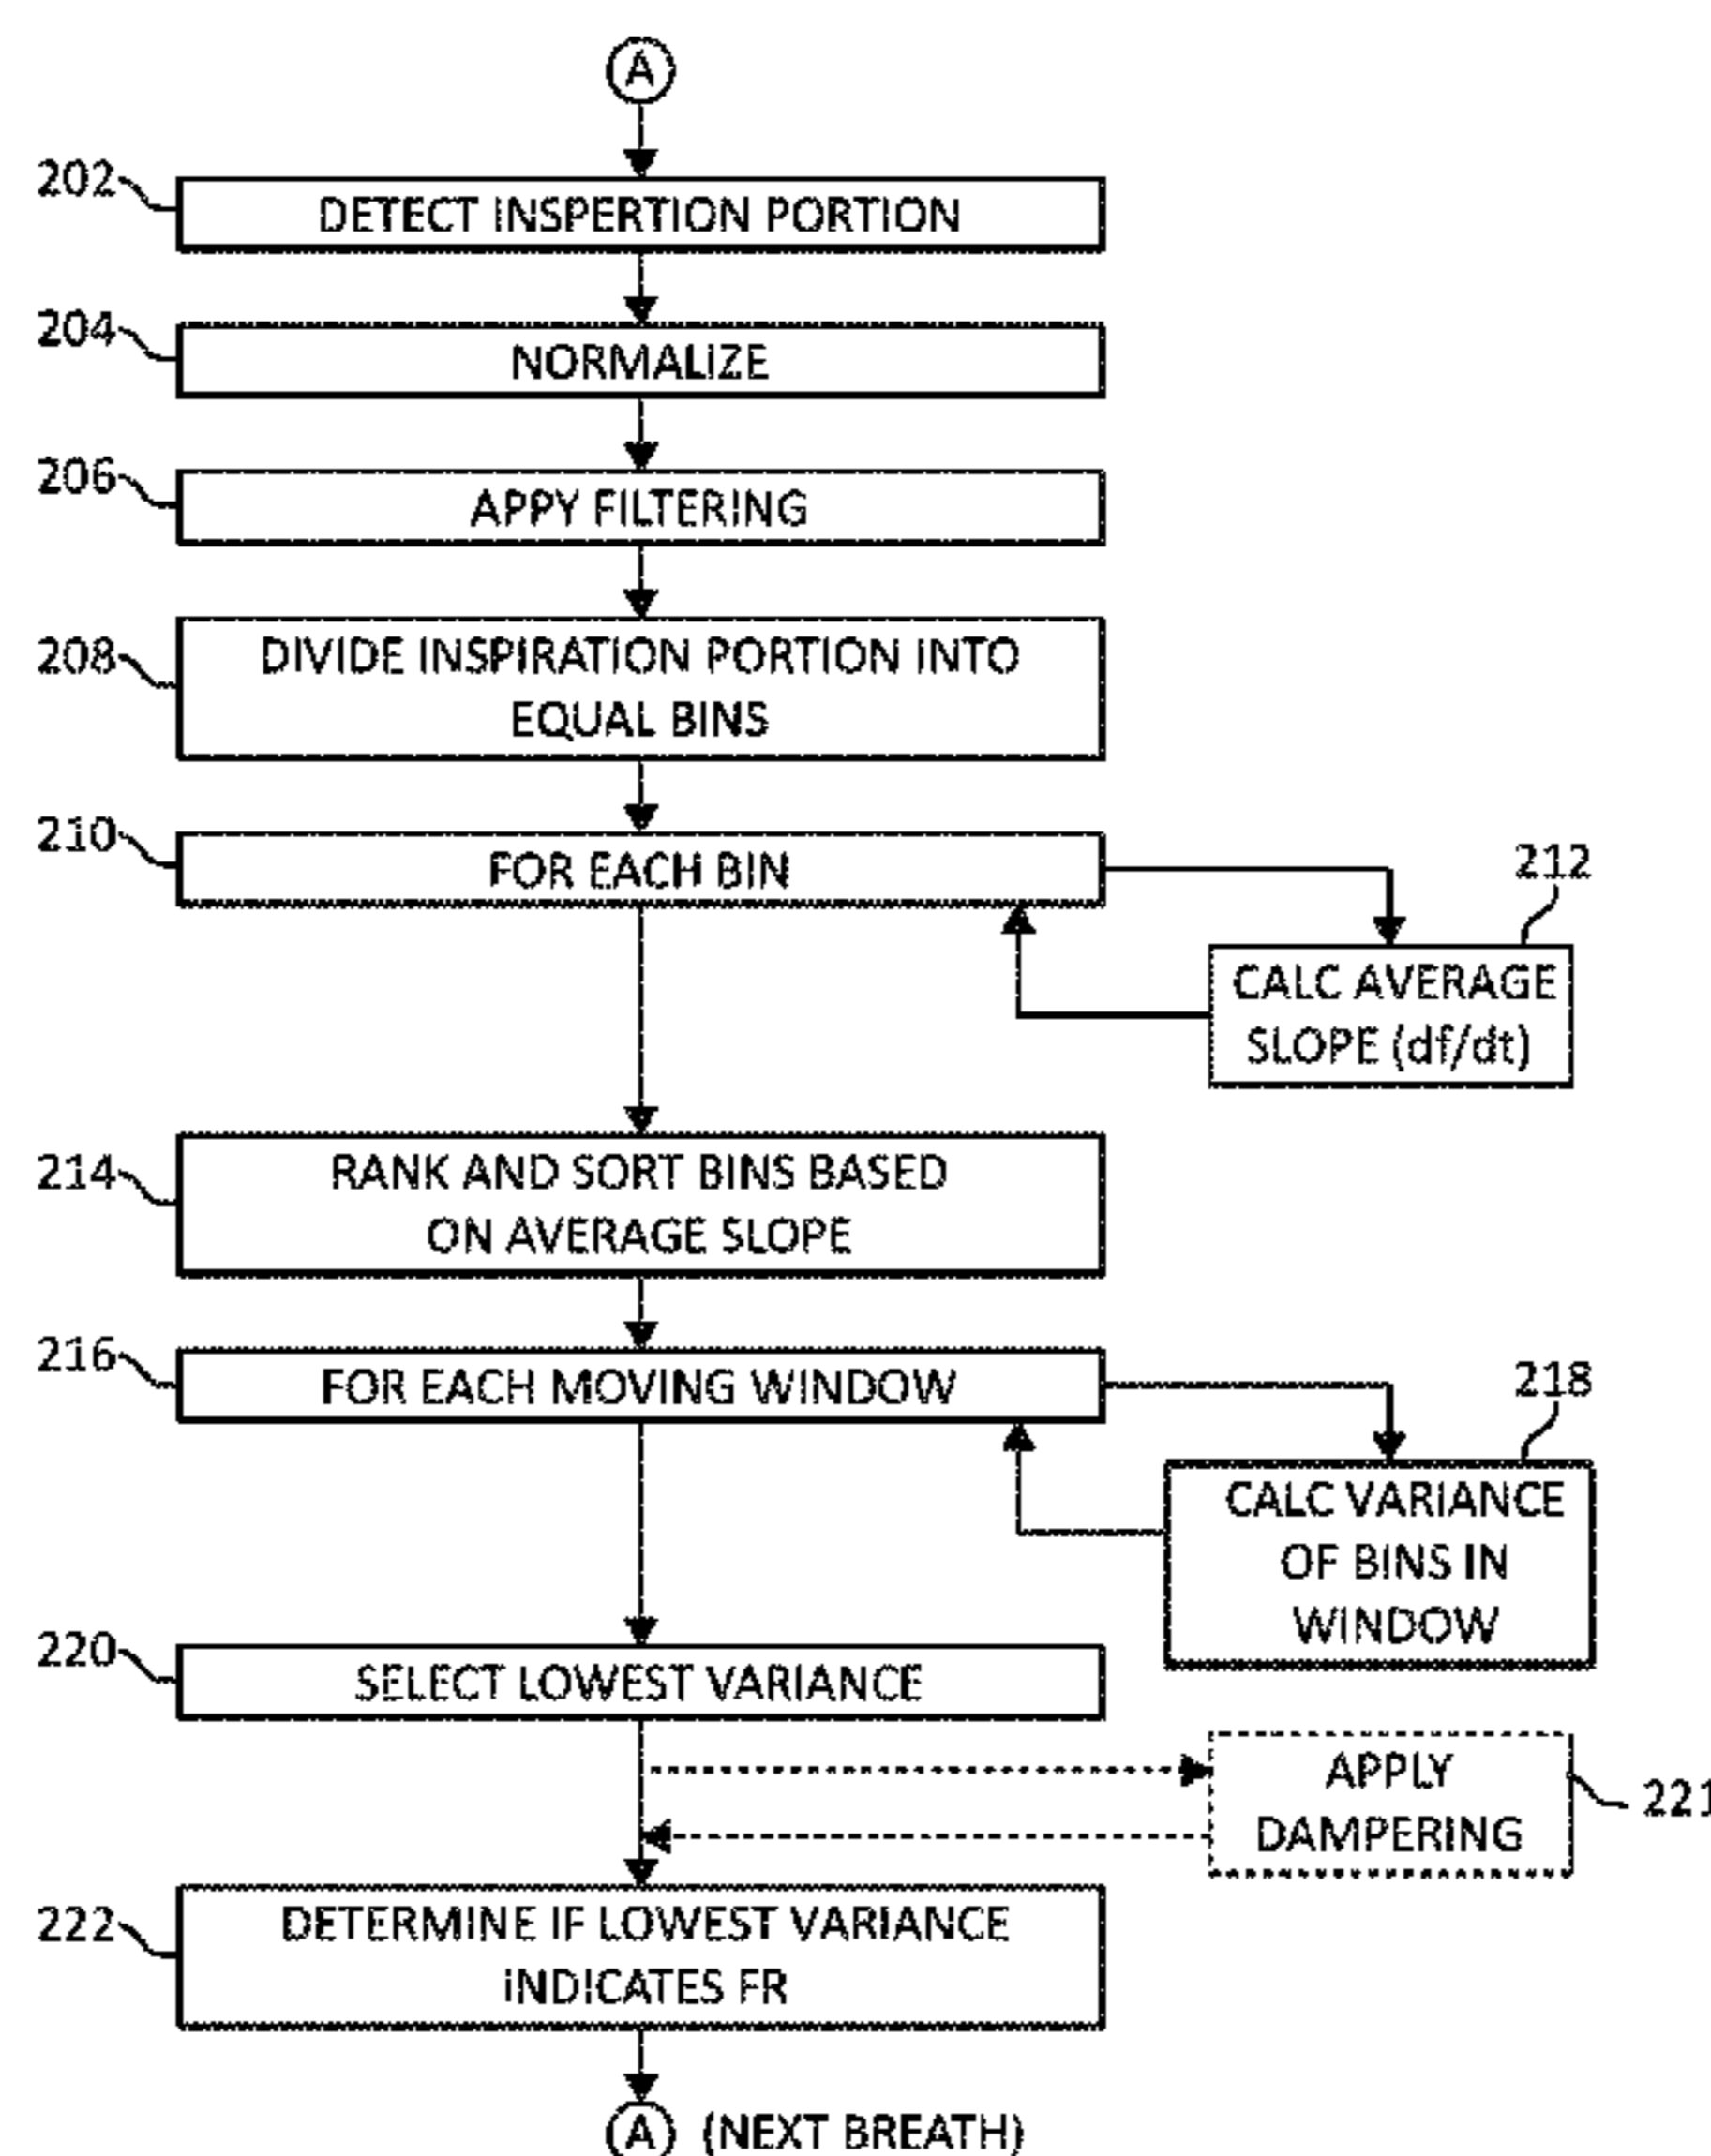 A
202
DETECT INSPERTION PORTION
204
NORMALIZE
206
APPY FILTERING
208
DIVIDE INSPIRATION PORTION INTO
EQUAL BINS
210
FOR EACH BIN
212
CALC AVERAGE
SLOPE (df/dt)
214
RANK AND SORT BINS BASED
ON AVERAGE SLOPE
216
FOR EACH MOVING WINDOW
218
CALC VARIANCE
OF BINS IN
WINDOW
220
SELECT LOWEST VARIANCE
APPLY
DAMPERING
221
222
DETERMINE IF LOWEST VARIANCE
INDICATES FR
A (NEXT BREATH)